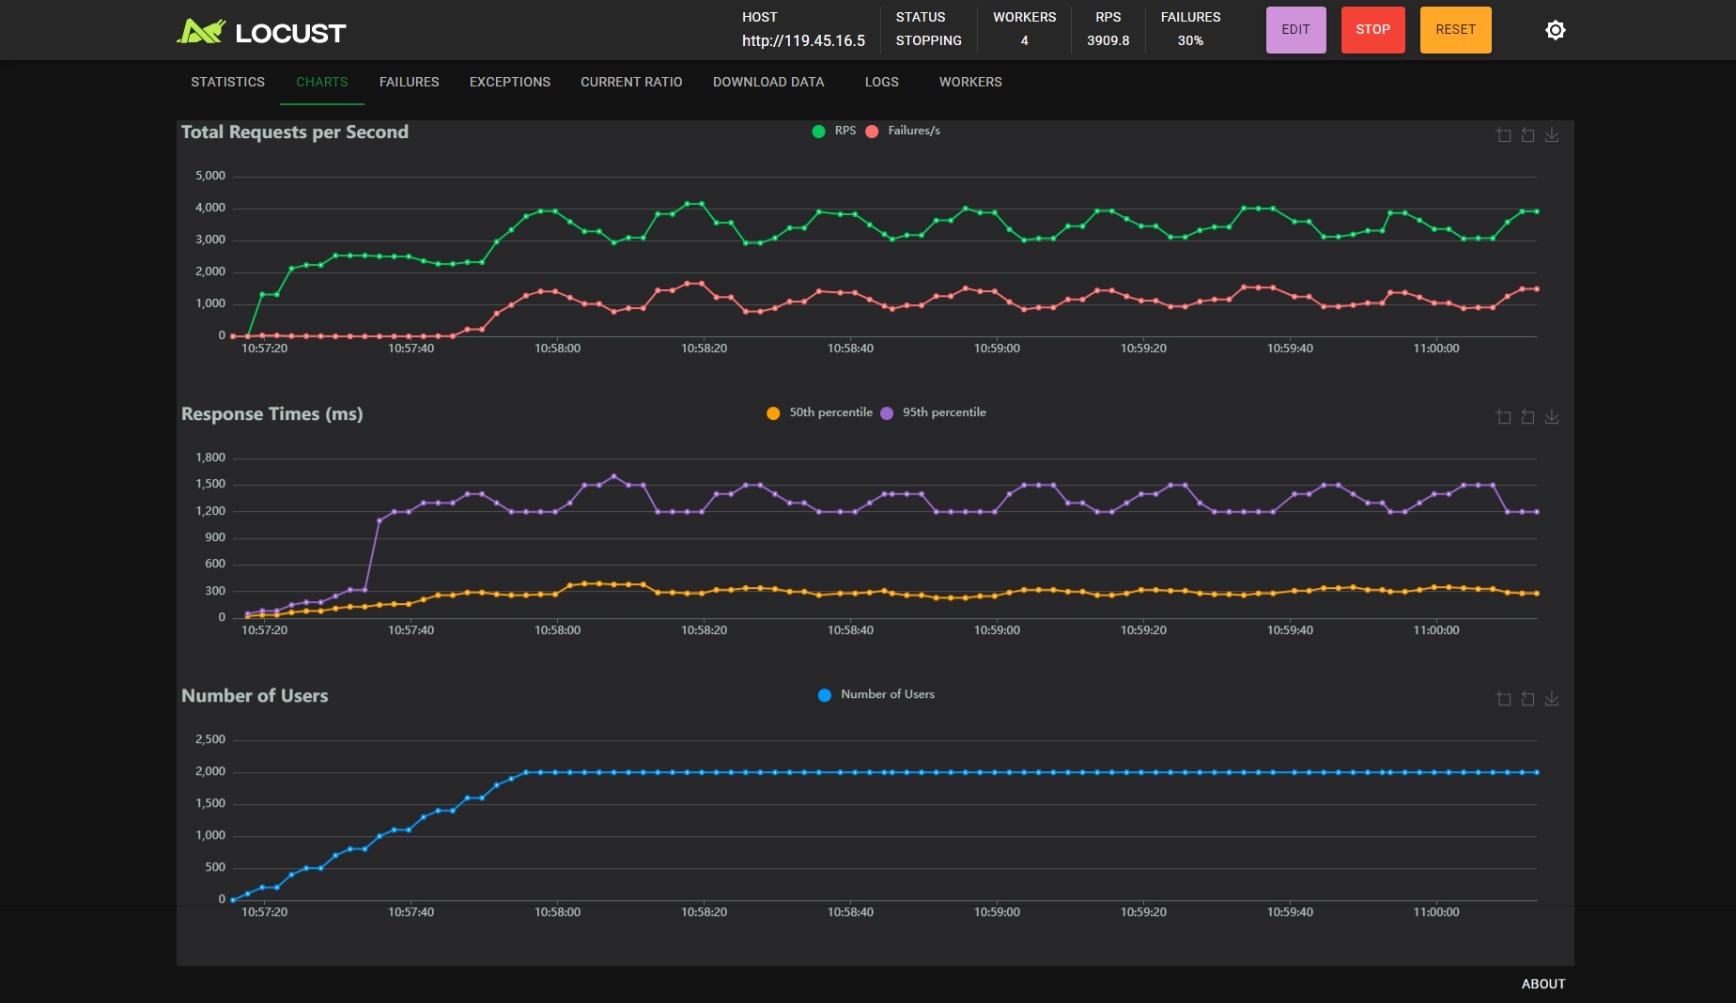 LOCUST
HOST
http://119.45.16.5
STATUS
STOPPING
WORKERS
4
RPS
3909.8
FAILURES
30%
EDIT
STOP
RESET
STATISTICS CHARTS FAILURES EXCEPTIONS CURRENT RATIO DOWNLOAD DATA LOGS WORKERS
Total Requests per Second
RPS Failures/s
5,000
4,000
3,000
2,000
1,000
0
10:57:20 10:57:40 10:58:00 10:58:20 10:58:40 10:59:00 10:59:20 10:59:40 11:00:00
Response Times (ms)
50th percentile 95th percentile
1,800
1,500
1,200
900
600
300
0
10:57:20 10:57:40 10:58:00 10:58:20 10:58:40 10:59:00 10:59:20 10:59:40 11:00:00
Number of Users
Number of Users
2,500
2,000
1,500
1,000
500
0
10:57:20 10:57:40 10:58:00 10:58:20 10:58:40 10:59:00 10:59:20 10:59:40 11:00:00
ABOUT